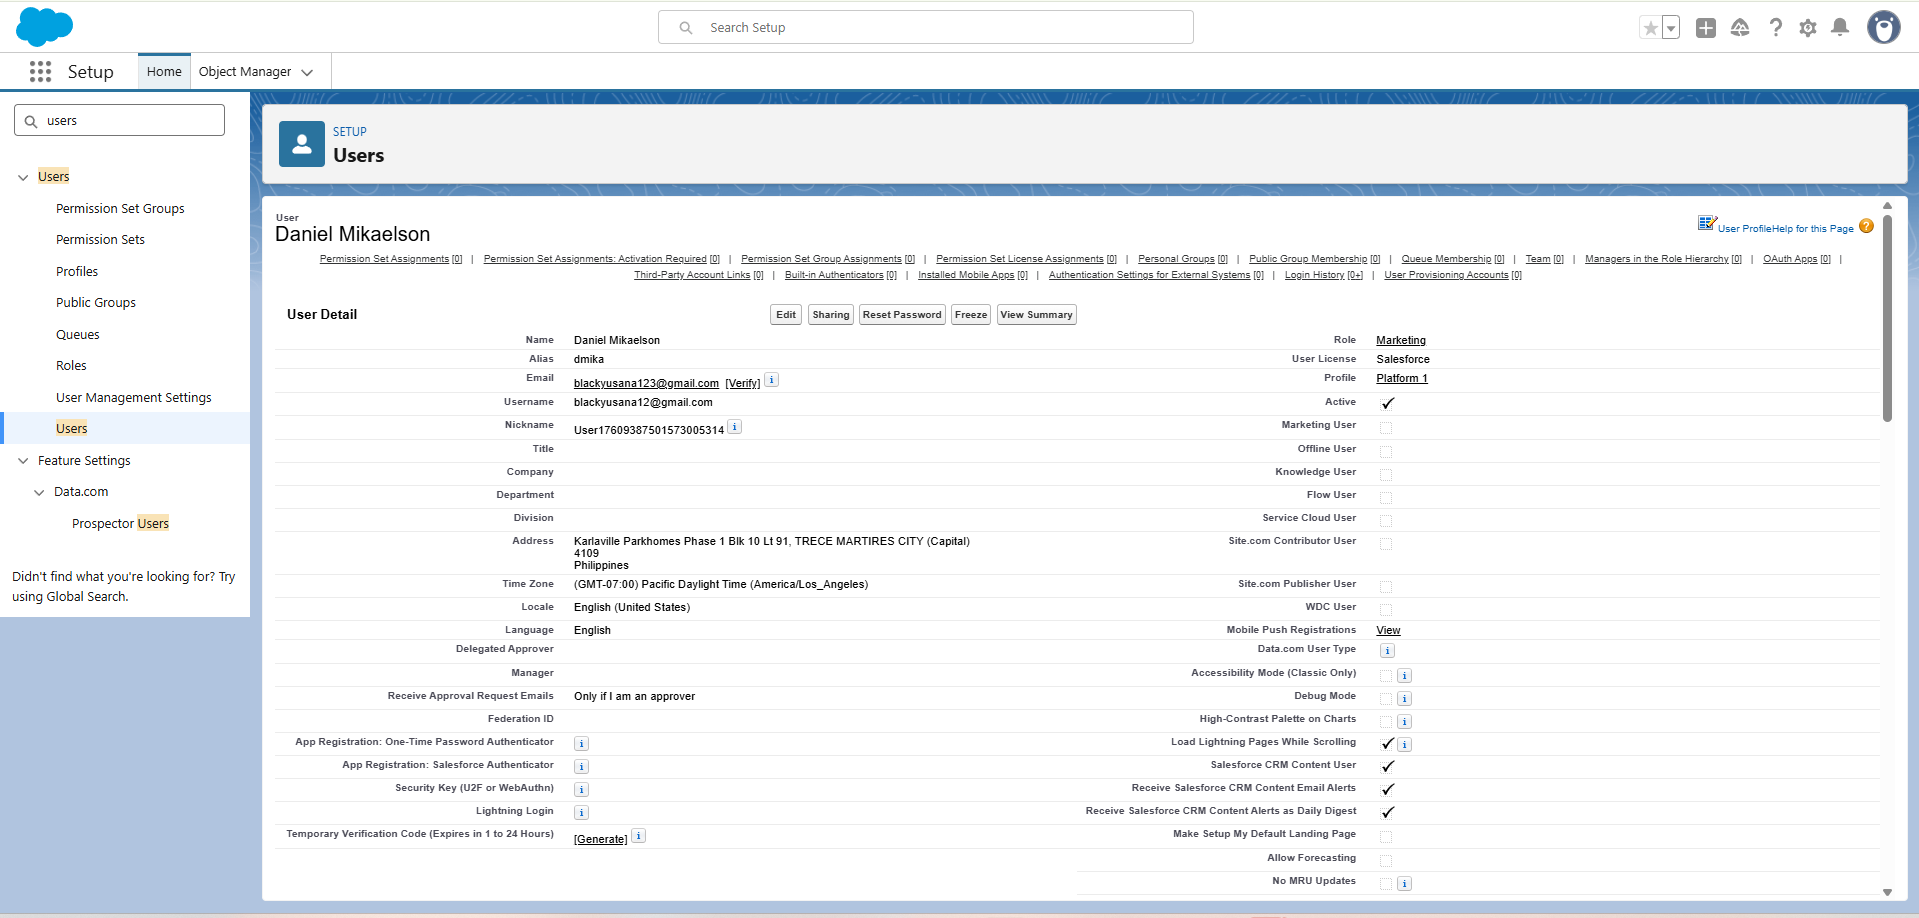 Search Setup
Setup
Home
Object Manager
users
Users
Permission Set Groups
Permission Sets
Profiles
Public Groups
Queues
Roles
User Management Settings
Users
Feature Settings
Data.com
Prospector Users
Didn't find what you're looking for? Try
using Global Search.
SETUP
Users
User
Daniel Mikaelson
User Profile Help for this Page
Permission Set Assignments [0] | Permission Set Assignments: Activation Required [0] | Permission Set Group Assignments [0] | Permission Set License Assignments [0] | Personal Groups [0] | Public Group Membership [0] | Queue Membership [0] | Team [0] | Managers in the Role Hierarchy [0] | OAuth Apps [0] |
Third-Party Account Links [0] | Built-in Authenticators [0] | Installed Mobile Apps [0] | Authentication Settings for External Systems [0] | Login History [0+] | User Provisioning Accounts [0]
User Detail
Edit Sharing Reset Password Freeze View Summary
Name Daniel Mikaelson Role Marketing
Alias dmika User License Salesforce
Email blackyusana123@gmail.com [Verify] i Profile Platform 1
Username blackyusana12@gmail.com Active
Nickname User17609387501573005314 i Marketing User
Title Offline User
Company Knowledge User
Department Flow User
Division Service Cloud User
Address Karlaville Parkhomes Phase 1 Blk 10 Lt 91, TRECE MARTIRES CITY (Capital) Site.com Contributor User
4109
Philippines
Time Zone (GMT-07:00) Pacific Daylight Time (America/Los_Angeles) Site.com Publisher User
Locale English (United States) WDC User
Language English Mobile Push Registrations View
Delegated Approver Data.com User Type i
Manager Accessibility Mode (Classic Only) i
Receive Approval Request Emails Only if I am an approver Debug Mode i
Federation ID High-Contrast Palette on Charts i
App Registration: One-Time Password Authenticator i Load Lightning Pages While Scrolling i
App Registration: Salesforce Authenticator i Salesforce CRM Content User
Security Key (U2F or WebAuthn) i Receive Salesforce CRM Content Email Alerts
Lightning Login i Receive Salesforce CRM Content Alerts as Daily Digest
Temporary Verification Code (Expires in 1 to 24 Hours) [Generate] i Make Setup My Default Landing Page
Allow Forecasting
No MRU Updates i